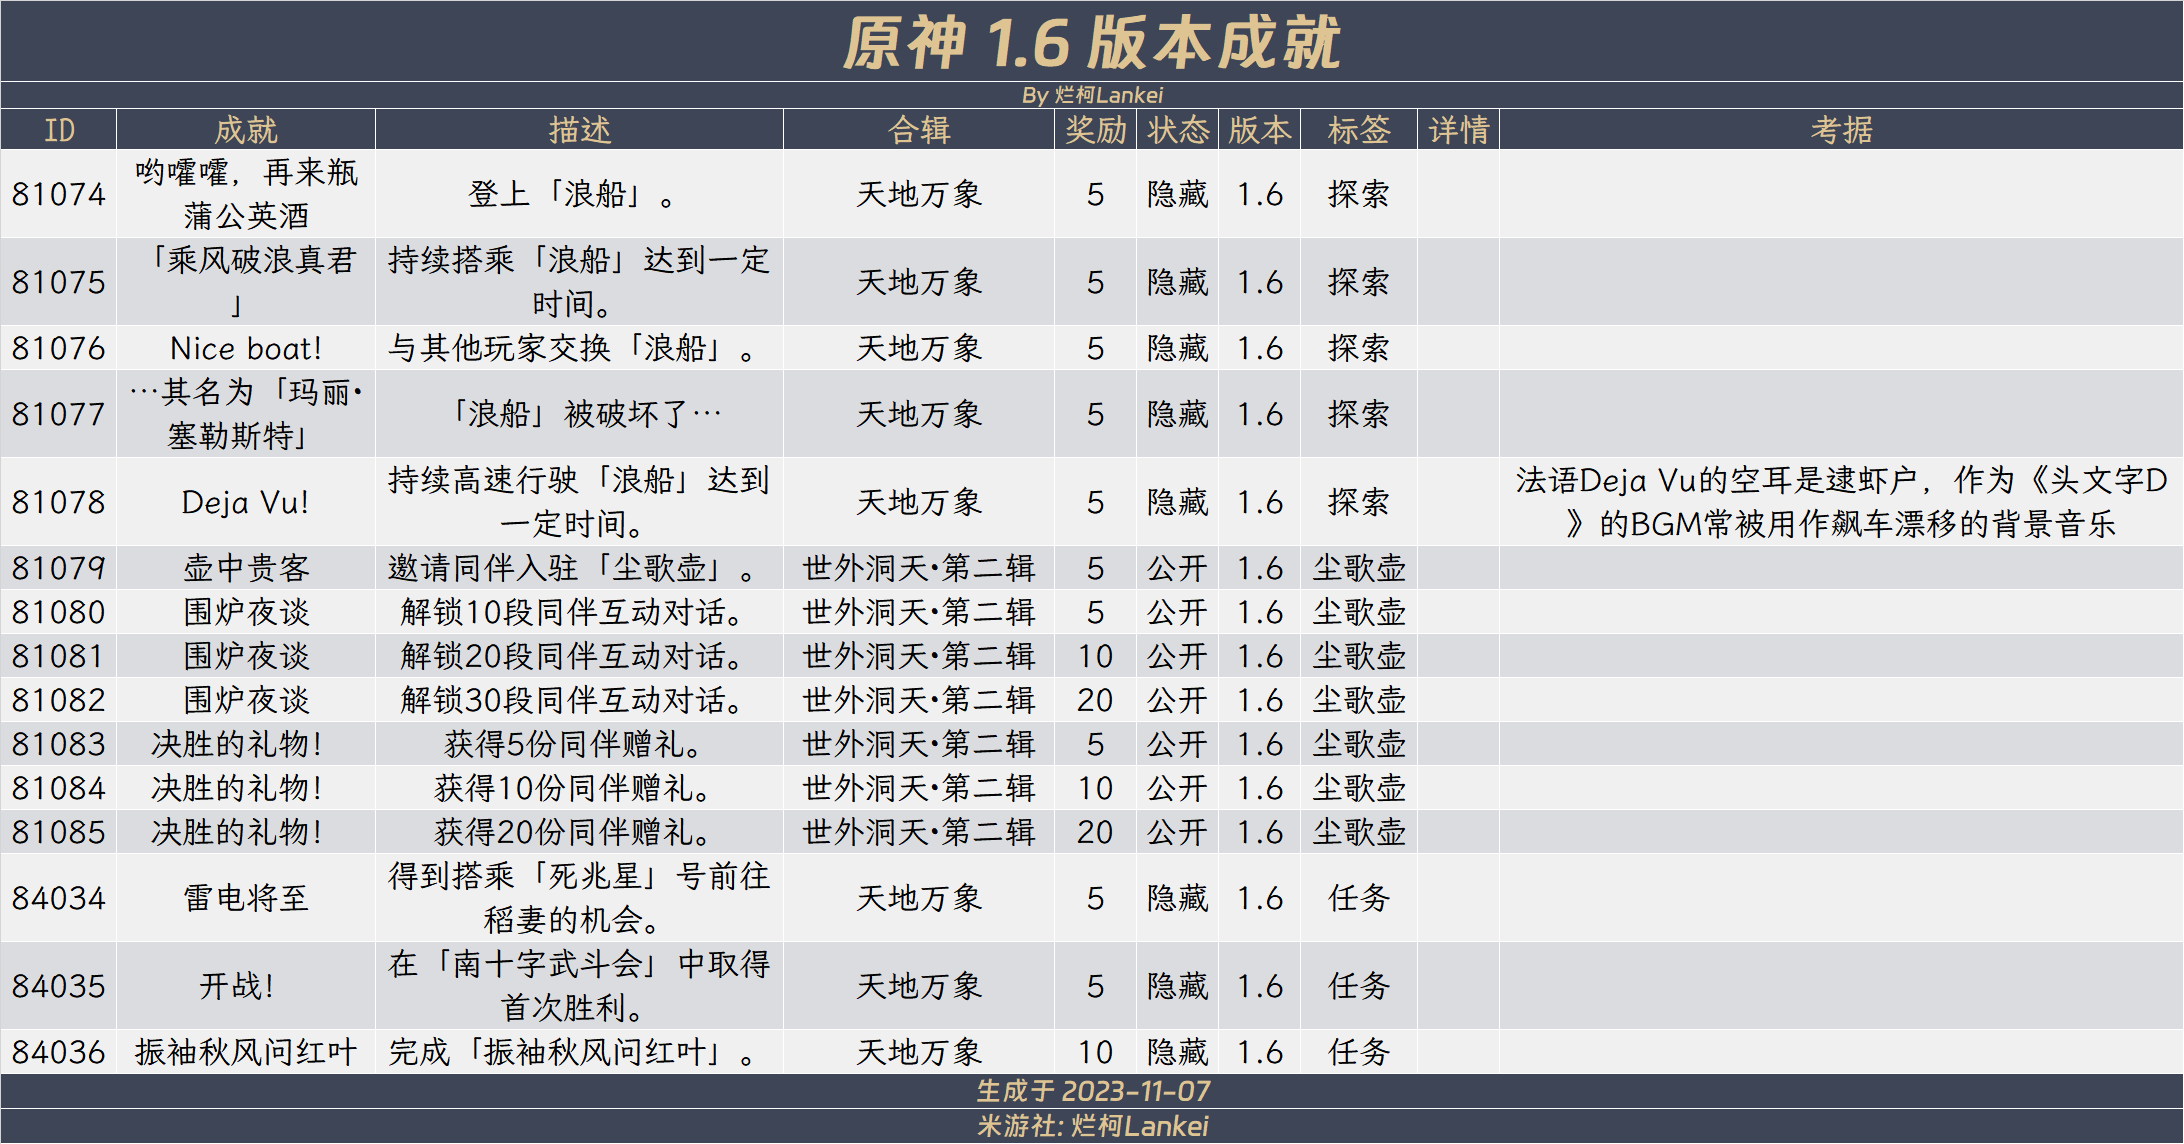 原神 1.6 版本成就
By 烂柯Lankei
ID 成就 描述 合辑 奖励 状态 版本 标签 详情 考据
81074 哟嚯嚯，再来瓶 登上「浪船」。 天地万象 5 隐藏 1.6 探索
蒲公英酒
81075 「乘风破浪真君 持续搭乘「浪船」达到一定 天地万象 5 隐藏 1.6 探索
」 时间。
81076 Nice boat! 与其他玩家交换「浪船」。 天地万象 5 隐藏 1.6 探索
81077 …其名为「玛丽· 「浪船」被破坏了… 天地万象 5 隐藏 1.6 探索
塞勒斯特」
81078 Deja Vu! 持续高速行驶「浪船」达到 天地万象 5 隐藏 1.6 探索 法语Deja Vu的空耳是逮虾户，作为《头文字D
一定时间。 》的BGM常被用作飙车漂移的背景音乐
81079 壶中贵客 邀请同伴入驻「尘歌壶」。 世外洞天·第二辑 5 公开 1.6 尘歌壶
81080 围炉夜谈 解锁10段同伴互动对话。 世外洞天·第二辑 5 公开 1.6 尘歌壶
81081 围炉夜谈 解锁20段同伴互动对话。 世外洞天·第二辑 10 公开 1.6 尘歌壶
81082 围炉夜谈 解锁30段同伴互动对话。 世外洞天·第二辑 20 公开 1.6 尘歌壶
81083 决胜的礼物！ 获得5份同伴赠礼。 世外洞天·第二辑 5 公开 1.6 尘歌壶
81084 决胜的礼物！ 获得10份同伴赠礼。 世外洞天·第二辑 10 公开 1.6 尘歌壶
81085 决胜的礼物！ 获得20份同伴赠礼。 世外洞天·第二辑 20 公开 1.6 尘歌壶
84034 雷电将至 得到搭乘「死兆星」号前往 天地万象 5 隐藏 1.6 任务
稻妻的机会。
84035 开战！ 在「南十字武斗会」中取得 天地万象 5 隐藏 1.6 任务
首次胜利。
84036 振袖秋风问红叶 完成「振袖秋风问红叶」。 天地万象 10 隐藏 1.6 任务
生成于 2023-11-07
米游社: 烂柯Lankei